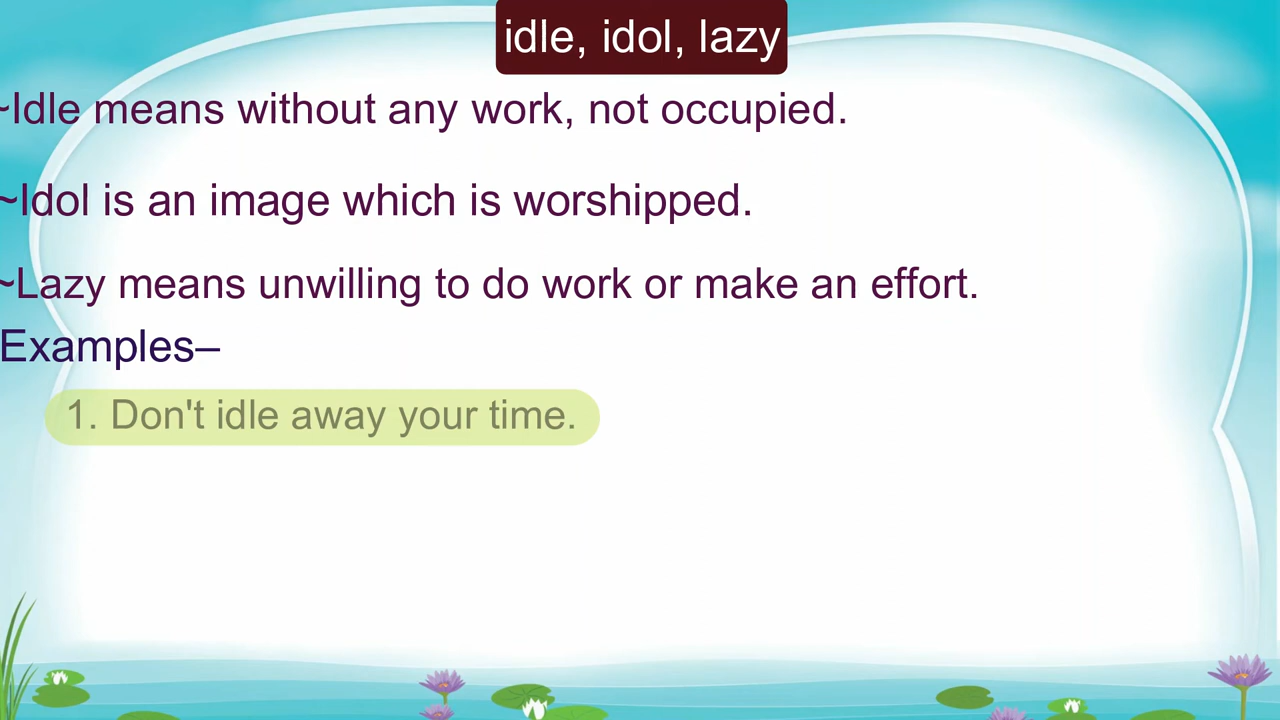 idle, idol, lazy
~Idle means without any work, not occupied.
~Idol is an image which is worshipped.
~Lazy means unwilling to do work or make an effort.
Examples–
1. Don't idle away your time.